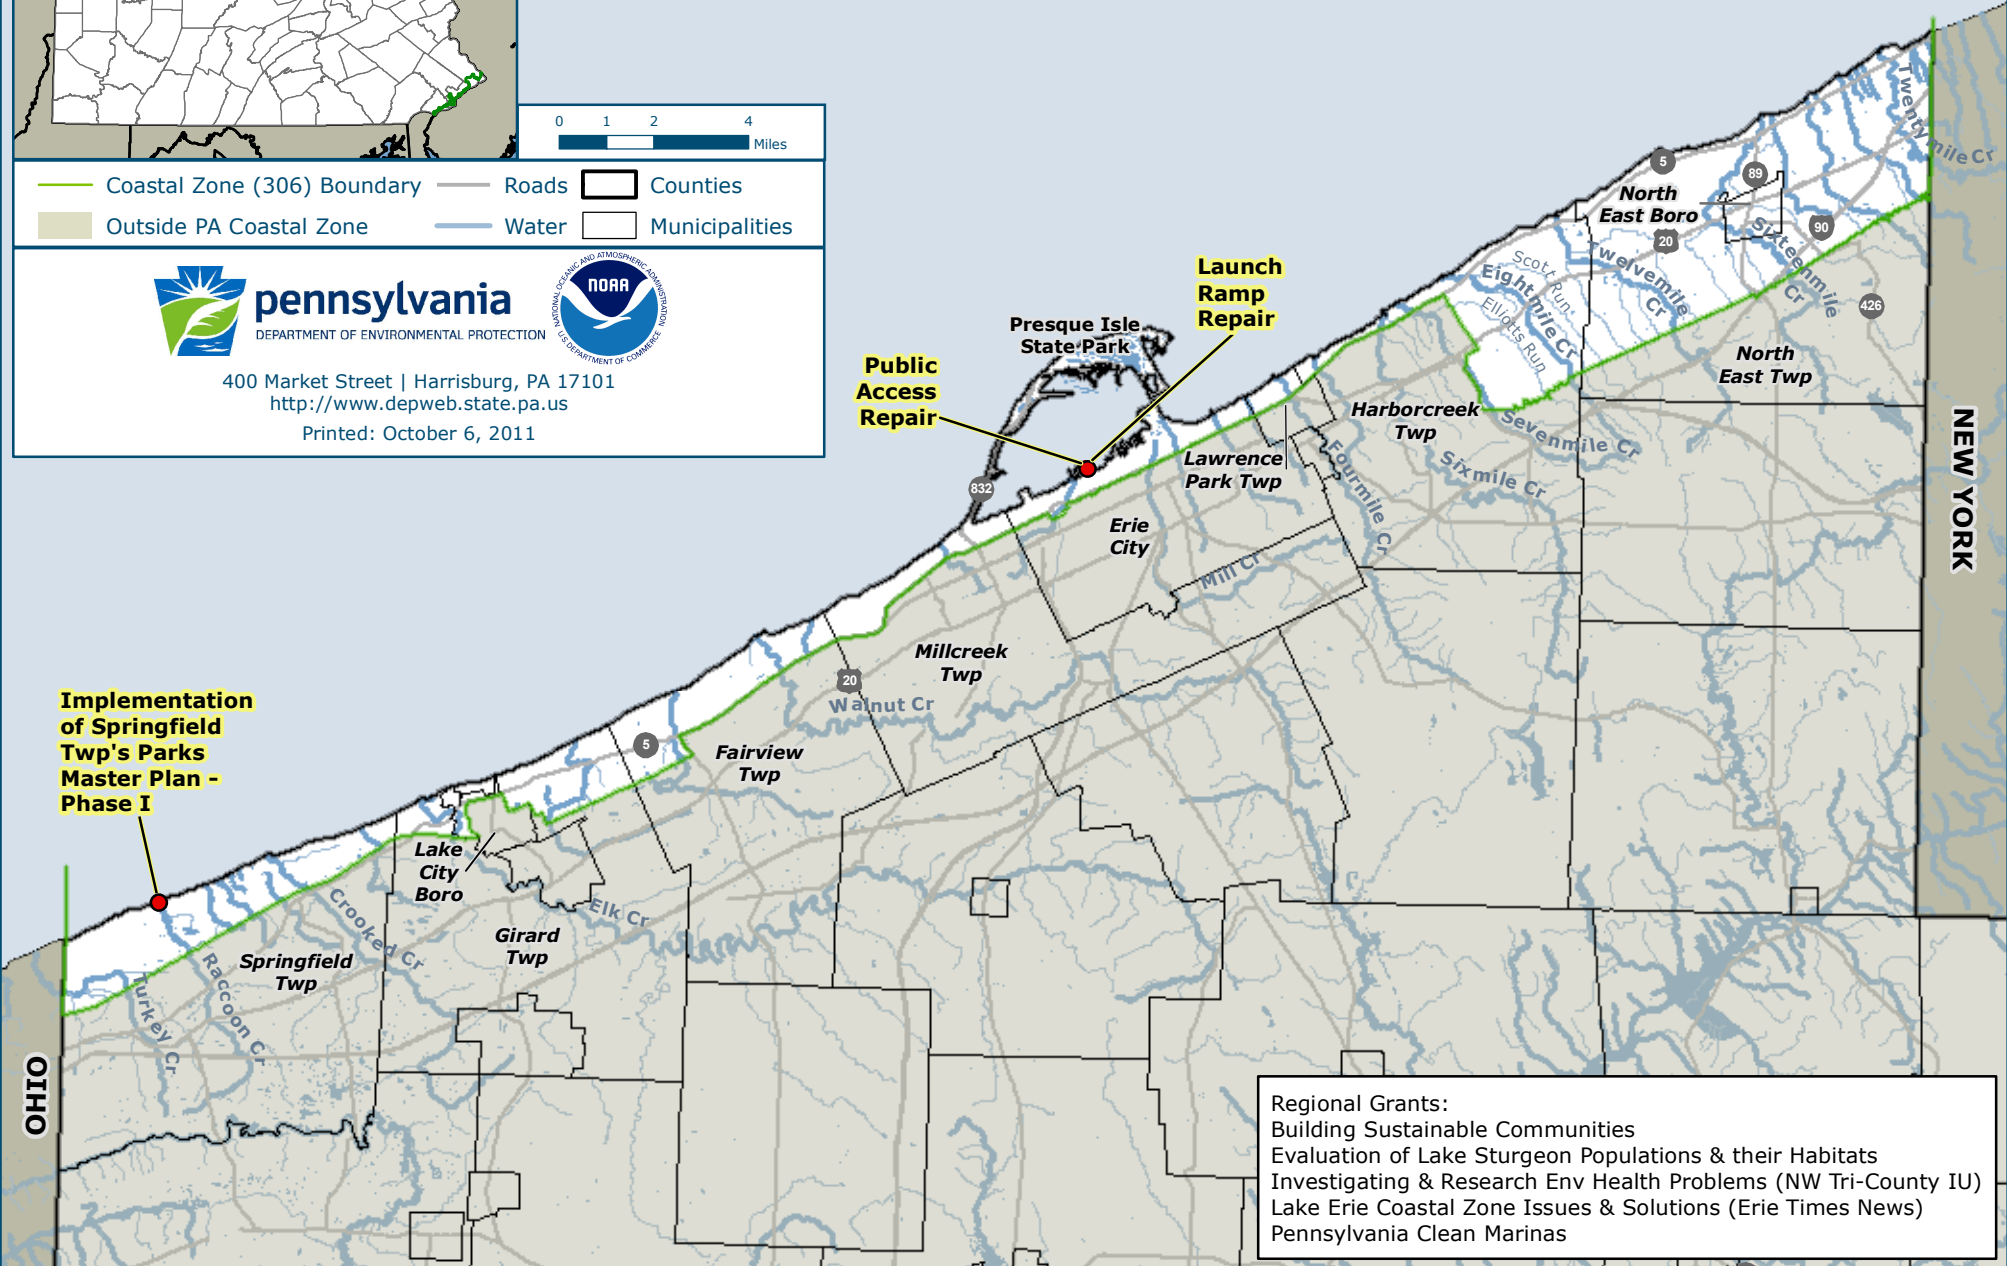 0 1 2 4
Miles
Coastal Zone (306) Boundary
Roads
Counties
Outside PA Coastal Zone
Water
Municipalities
pennsylvania
DEPARTMENT OF ENVIRONMENTAL PROTECTION
NATIONAL OCEANIC AND ATMOSPHERIC ADMINISTRATION
NOAA
U.S. DEPARTMENT OF COMMERCE
400 Market Street | Harrisburg, PA 17101
http://www.depweb.state.pa.us
Printed: October 6, 2011
Twentymile Cr
5
89
North
East Boro
20
90
Sixteenmile
Cr
Twelvemile
Cr
Scott
Run
Eightmile Cr
Elliotts Run
426
North
East Twp
Launch
Ramp
Repair
Presque Isle
State Park
Public
Access
Repair
Harborcreek
Twp
Sevenmile Cr
Sixmile Cr
Fourmile Cr
Lawrence
Park Twp
832
Erie
City
Mill Cr
NEW YORK
Millcreek
Twp
20
Walnut Cr
5
Fairview
Twp
Implementation
of Springfield
Twp's Parks
Master Plan -
Phase I
Lake
City
Boro
Elk Cr
Girard
Twp
Crooked Cr
Springfield
Twp
Raccoon Cr
Turkey Cr
OHIO
Regional Grants:
Building Sustainable Communities
Evaluation of Lake Sturgeon Populations & their Habitats
Investigating & Research Env Health Problems (NW Tri-County IU)
Lake Erie Coastal Zone Issues & Solutions (Erie Times News)
Pennsylvania Clean Marinas